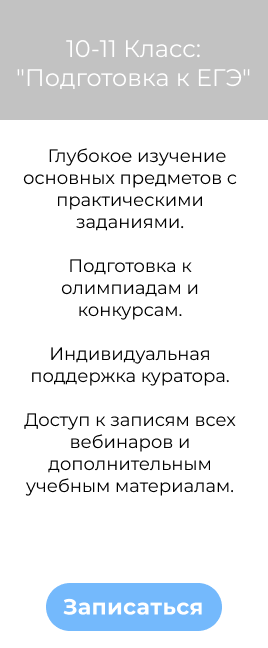 10-11 Класс:
"Подготовка к ЕГЭ"
Глубокое изучение
основных предметов с
практическими
заданиями.
Подготовка к
олимпиадам и
конкурсам.
Индивидуальная
поддержка куратора.
Доступ к записям всех
вебинаров и
дополнительным
учебным материалам.
Записаться